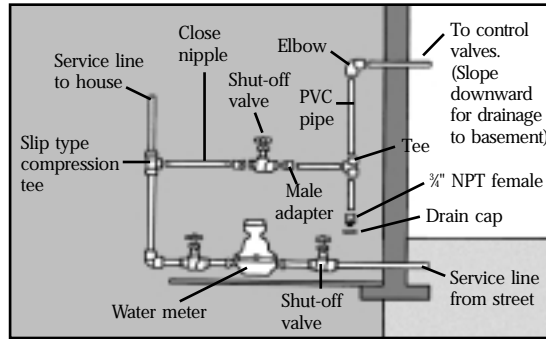 Service line
to house
Close
nipple
Shut-off
valve
Elbow
PVC
pipe
To control
valves.
(Slope
downward
for drainage
to basement)
Slip type
compression
tee
Male
adapter
Tee
¾" NPT female
Drain cap
Water meter
Shut-off
valve
Service line
from street